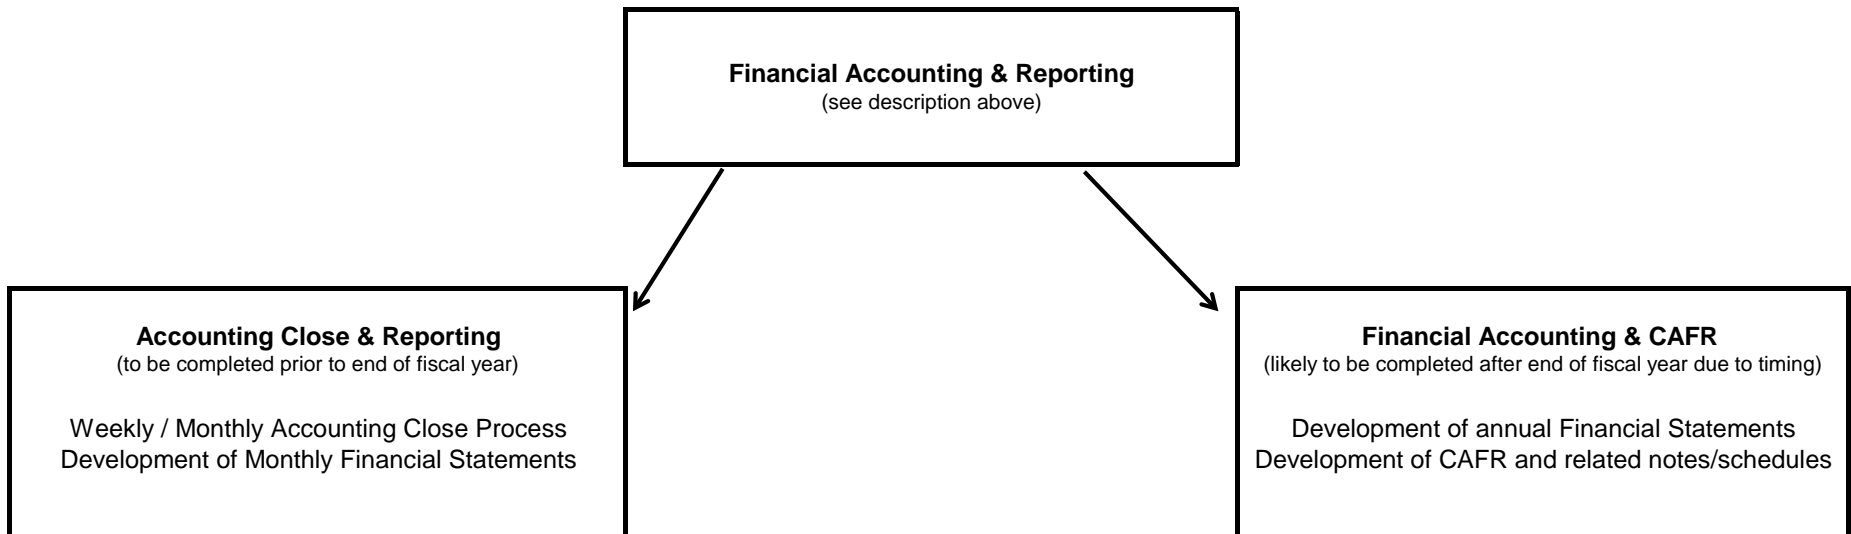 Financial Accounting & Reporting
(see description above)
Accounting Close & Reporting
(to be completed prior to end of fiscal year)
Weekly / Monthly Accounting Close Process
Development of Monthly Financial Statements
Financial Accounting & CAFR
(likely to be completed after end of fiscal year due to timing)
Development of annual Financial Statements
Development of CAFR and related notes/schedules